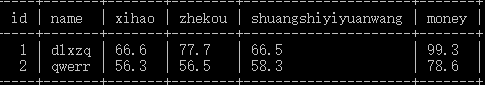 id | name | xihao | zhekou | shuangshiyiyuanwang | money
1 | dlxzq | 66.6 | 77.7 | 66.5 | 99.3
2 | qwerr | 56.3 | 56.5 | 58.3 | 78.6